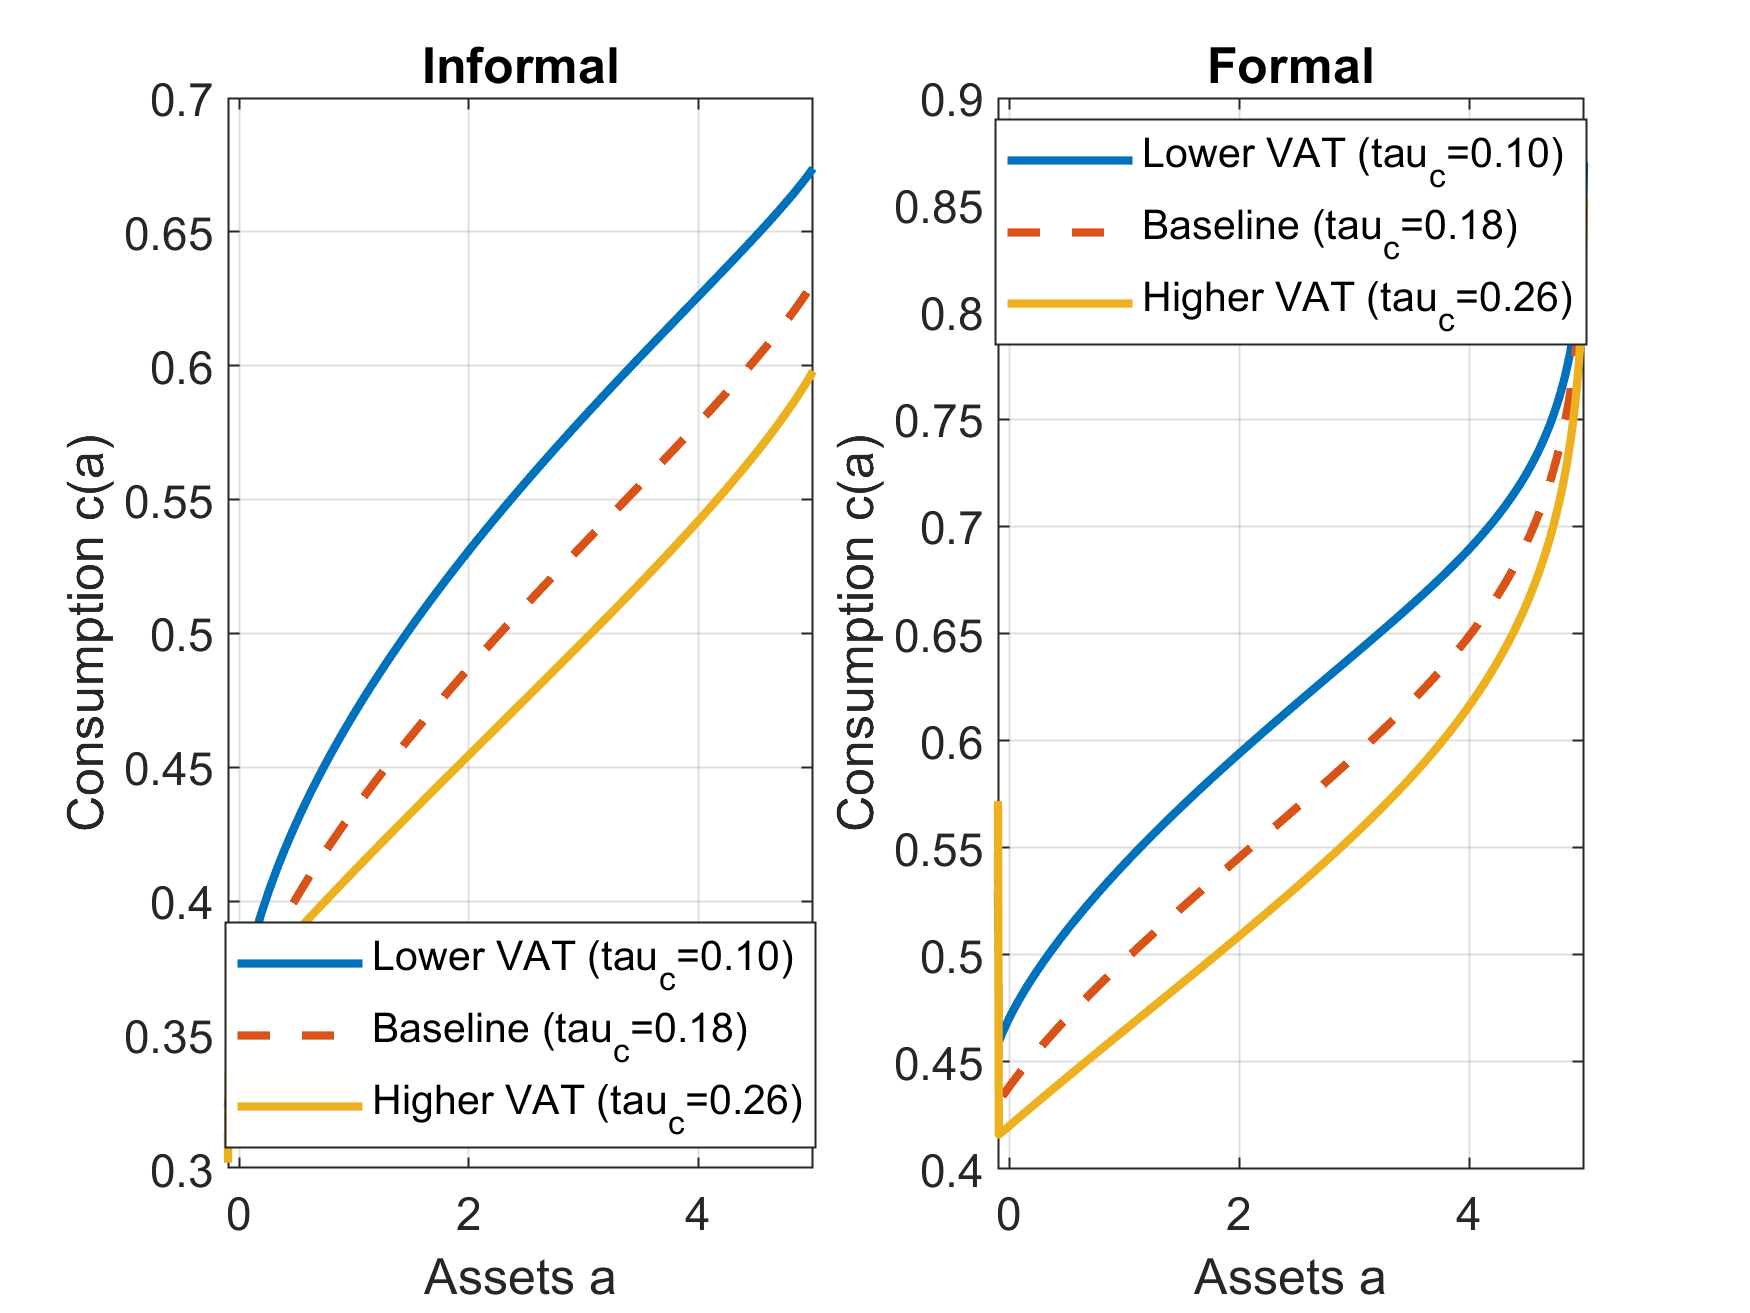 Informal
Consumption c(a)
0.7
0.65
0.6
0.55
0.5
0.45
0.4
0.35
0.3
Lower VAT (tau_c=0.10)
Baseline (tau_c=0.18)
Higher VAT (tau_c=0.26)
0 2 4
Assets a
Formal
Consumption c(a)
0.9
0.85
0.8
0.75
0.7
0.65
0.6
0.55
0.5
0.45
0.4
Lower VAT (tau_c=0.10)
Baseline (tau_c=0.18)
Higher VAT (tau_c=0.26)
0 2 4
Assets a